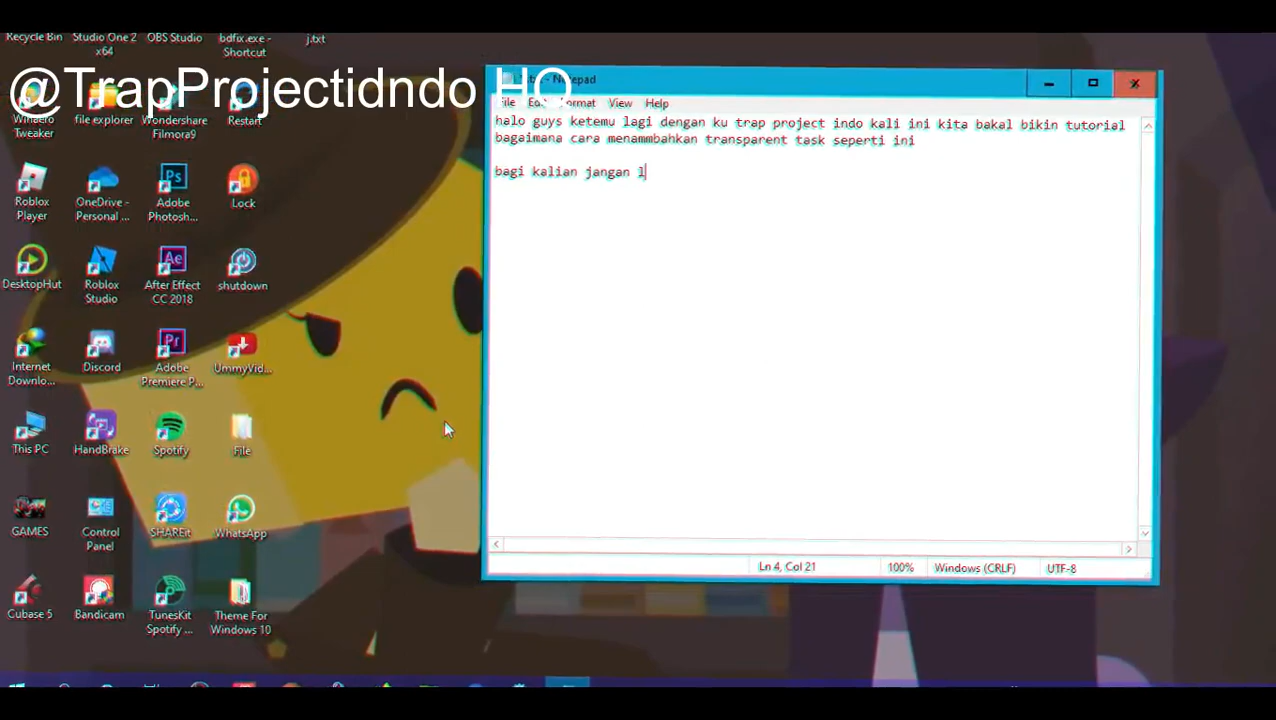 Recycle Bin
Studio One 2 x64
OBS Studio
bdfix.exe - Shortcut
j.txt
@TrapProjectidndo HQ
Winaero Tweaker
file explorer
Wondershare Filmora9
Restart
Roblox Player
OneDrive - Personal ...
Adobe Photosh...
Lock
DesktopHut
Roblox Studio
After Effect CC 2018
shutdown
Internet Downlo...
Discord
Adobe Premiere P...
UmmyVid...
This PC
HandBrake
Spotify
File
GAMES
Control Panel
SHAREit
WhatsApp
Cubase 5
Bandicam
TunesKit Spotify ...
Theme For Windows 10
- Notepad
File Edit Format View Help
halo guys ketemu lagi dengan ku trap project indo kali ini kita bakal bikin tutorial
bagaimana cara menammbahkan transparent task seperti ini
bagi kalian jangan l
Ln 4, Col 21
100%
Windows (CRLF)
UTF-8